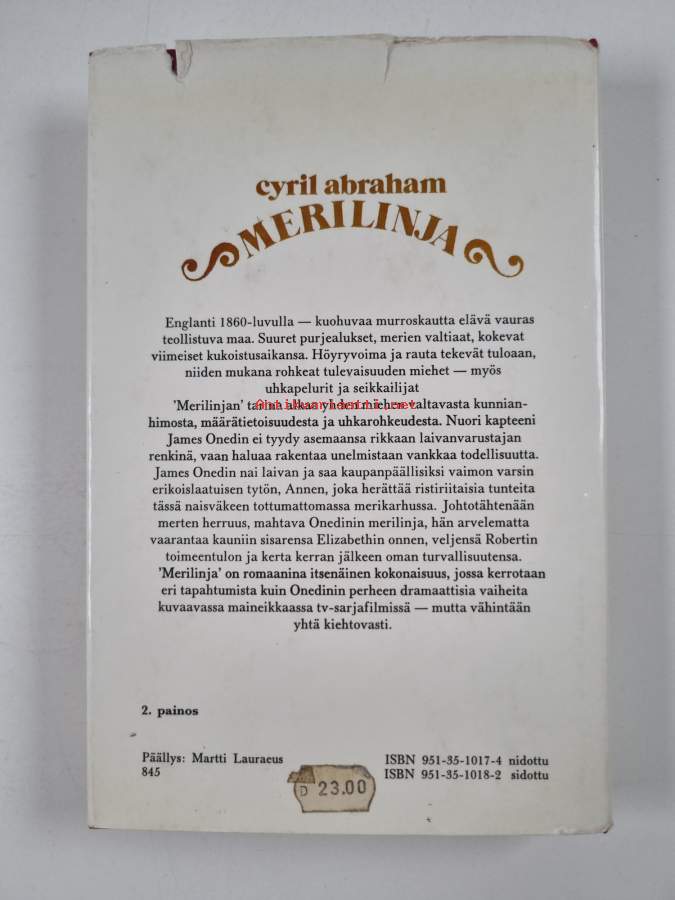 cyril abraham
MERILINJA
Englanti 1860-luvulla — kuohuvaa murroskautta elävä vauras
teollistuva maa. Suuret purjealukset, merien valtiaat, kokevat
viimeiset kukoistusaikansa. Höyryvoima ja rauta tekevät tuloaan,
niiden mukana rohkeat tulevaisuuden miehet — myös
uhkapelurit ja seikkailijat
'Merilinjan' tarina alkaa yhden miehen valtavasta kunnian-
himosta, määrätietoisuudesta ja uhkarohkeudesta. Nuori kapteeni
James Onedin ei tyydy asemaansa rikkaan laivanvarustajan
renkinä, vaan haluaa rakentaa unelmistaan vankkaa todellisuutta.
James Onedin nai laivan ja saa kaupanpäällisiksi vaimon varsin
erikoislaatuisen tytön, Annen, joka herättää ristiriitaisia tunteita
tässä naisväkeen tottumattomassa merikarhussa. Johtotähtenään
merten herruus, mahtava Onedinin merilinja, hän arvelematta
vaarantaa kauniin sisarensa Elizabethin onnen, veljensä Robertin
toimeentulon ja kerta kerran jälkeen oman turvallisuutensa.
'Merilinja' on romaanina itsenäinen kokonaisuus, jossa kerrotaan
eri tapahtumista kuin Onedinin perheen dramaattisia vaiheita
kuvaavassa maineikkaassa tv-sarjafilmissä — mutta vähintään
yhtä kiehtovasti.
2. painos
Päällys: Martti Lauraeus
845
ISBN 951-35-1017-4 nidottu
ISBN 951-35-1018-2 sidottu
D 23.00